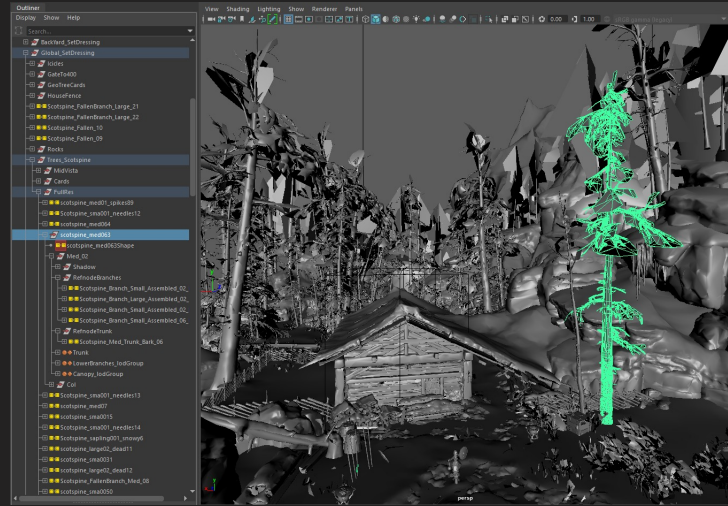 Outliner
Display Show Help
Search...
BackYard_SetDressing
Global_SetDressing
Icicles
GateTo400
GeoTreeCards
HouseFence
Scotspine_FallenBranch_Large_21
Scotspine_FallenBranch_Large_22
Scotspine_Fallen_10
Scotspine_Fallen_09
Rocks
Trees_Scotspine
MidVista
Cards
FullRes
scotspine_med01_spikes89
Scotspine_sma001_needles12
scotspine_med064
scotspine_med063
scotspine_med063Shape
Med_02
Shadow
RefnodeBranches
Scotspine_Branch_Small_Assembled_02_
Scotspine_Branch_Large_Assembled_02_
Scotspine_Branch_Small_Assembled_02_
Scotspine_Branch_Small_Assembled_06_
RefnodeTrunk
Scotspine_Med_Trunk_Bark_06
Trunk
LowerBranches_lodGroup
Canopy_lodGroup
Col
Scotspine_sma001_needles13
scotspine_med07
scotspine_sma0015
Scotspine_sma001_needles14
Scotspine_sapling001_snowy6
scotspine_large02_dead11
scotspine_sma0031
scotspine_large02_dead12
Scotspine_FallenBranch_Med_08
Scotspine_sma0050
View Shading Lighting Show Renderer Panels
0.00 1.00
persp